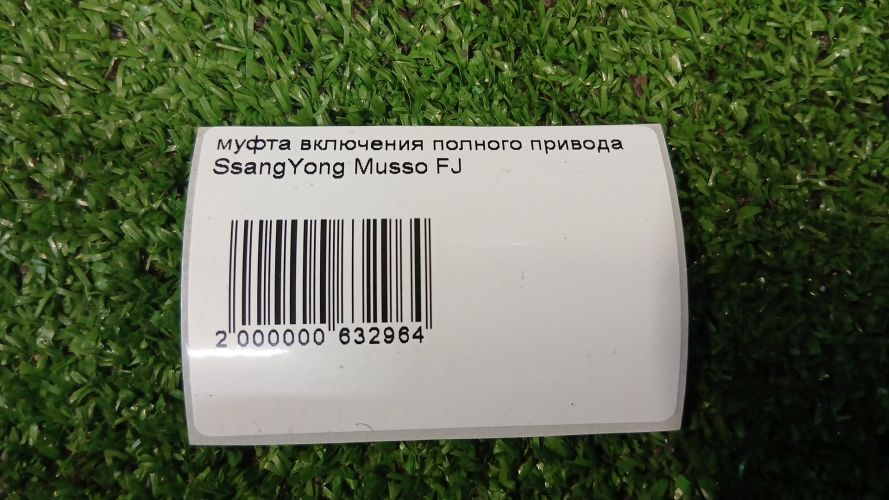 муфта включения полного привода
SsangYong Musso FJ
2 000000 632964